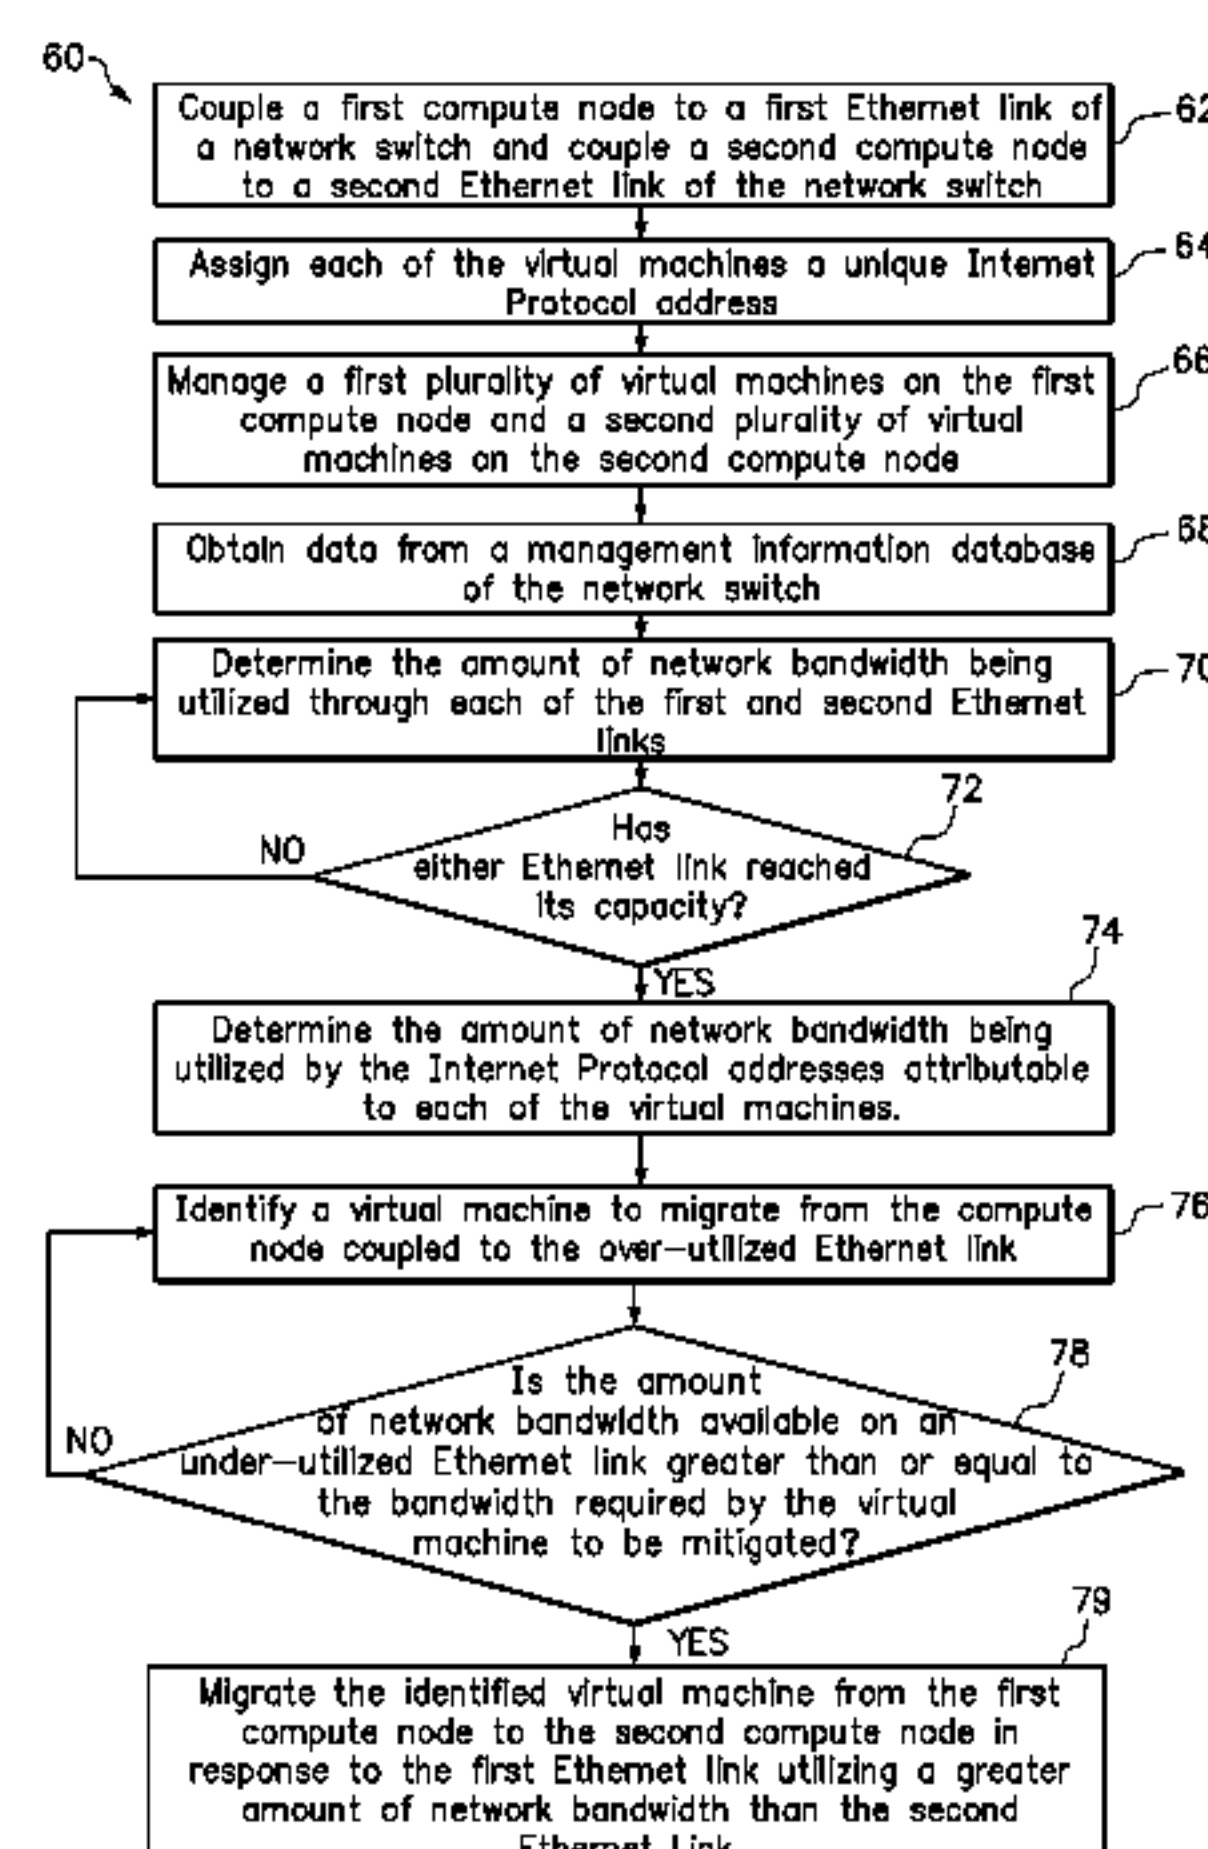 60
Couple a first compute node to a first Ethernet link of
a network switch and couple a second compute node
to a second Ethernet link of the network switch
62
Assign each of the virtual machines a unique Internet
Protocol address
64
Manage a first plurality of virtual machines on the first
compute node and a second plurality of virtual
machines on the second compute node
66
Obtain data from a management information database
of the network switch
68
Determine the amount of network bandwidth being
utilized through each of the first and second Ethernet
links
70
72
Has
either Ethernet link reached
its capacity?
NO
YES
74
Determine the amount of network bandwidth being
utilized by the Internet Protocol addresses attributable
to each of the virtual machines.
Identify a virtual machine to migrate from the compute
node coupled to the over-utilized Ethernet link
76
78
Is the amount
of network bandwidth available on an
under-utilized Ethernet link greater than or equal to
the bandwidth required by the virtual
machine to be mitigated?
NO
YES
79
Migrate the identified virtual machine from the first
compute node to the second compute node in
response to the first Ethernet link utilizing a greater
amount of network bandwidth than the second
Ethernet Link